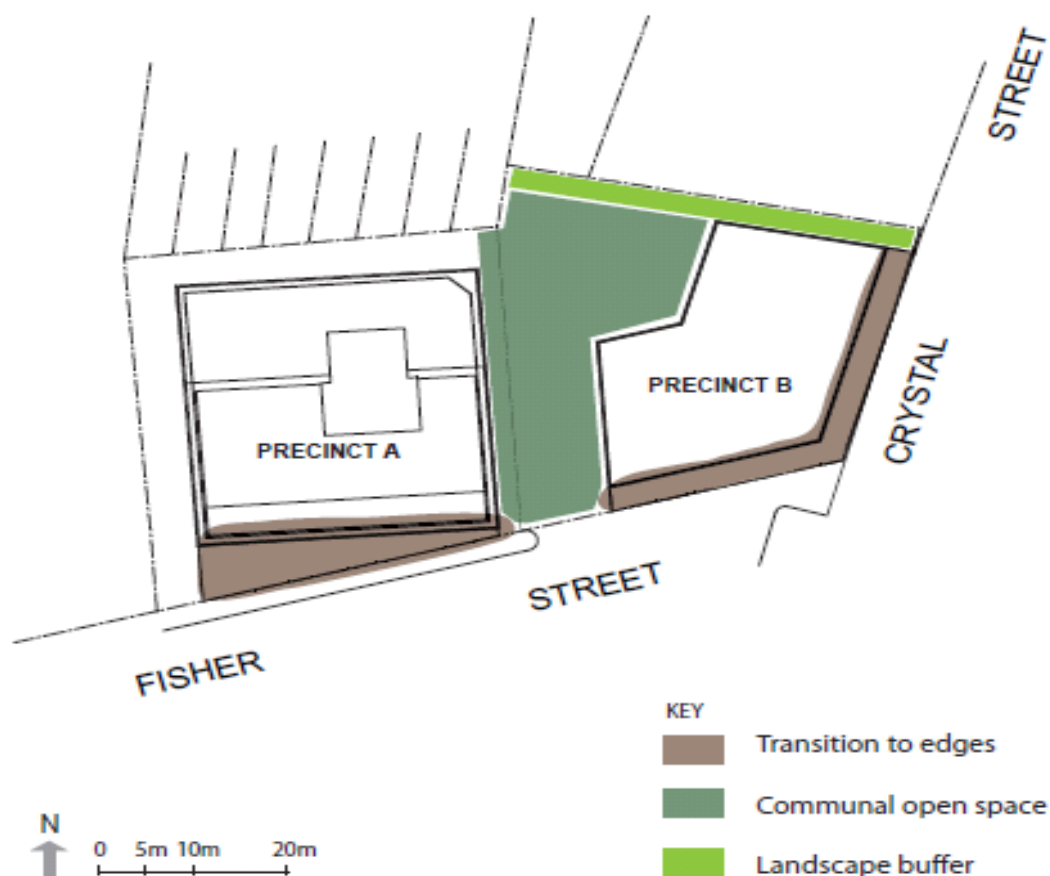 STREET
CRYSTAL
PRECINCT B
PRECINCT A
STREET
FISHER
KEY
Transition to edges
Communal open space
Landscape buffer
N
0 5m 10m 20m